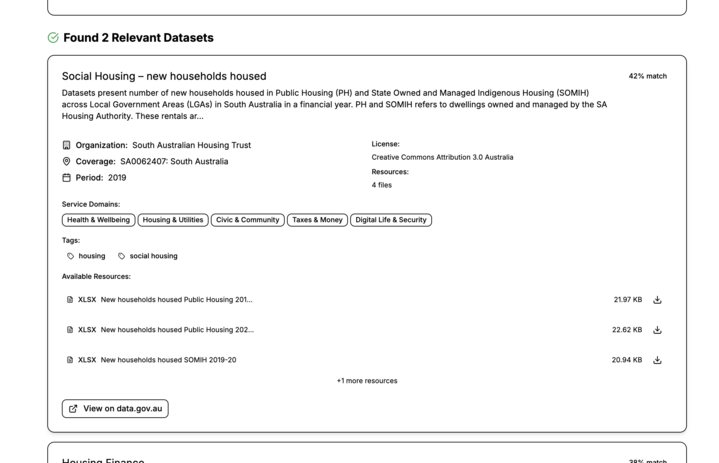 Found 2 Relevant Datasets
Social Housing – new households housed
42% match
Datasets present number of new households housed in Public Housing (PH) and State Owned and Managed Indigenous Housing (SOMIH)
across Local Government Areas (LGAs) in South Australia in a financial year. PH and SOMIH refers to dwellings owned and managed by the SA
Housing Authority. These rentals ar...
Organization: South Australian Housing Trust
Coverage: SA0062407: South Australia
Period: 2019
License:
Creative Commons Attribution 3.0 Australia
Resources:
4 files
Service Domains:
Health & Wellbeing
Housing & Utilities
Civic & Community
Taxes & Money
Digital Life & Security
Tags:
housing
social housing
Available Resources:
XLSX New households housed Public Housing 201...
21.97 KB
XLSX New households housed Public Housing 202...
22.62 KB
XLSX New households housed SOMIH 2019-20
20.94 KB
+1 more resources
View on data.gov.au
Housing Finance
38% match